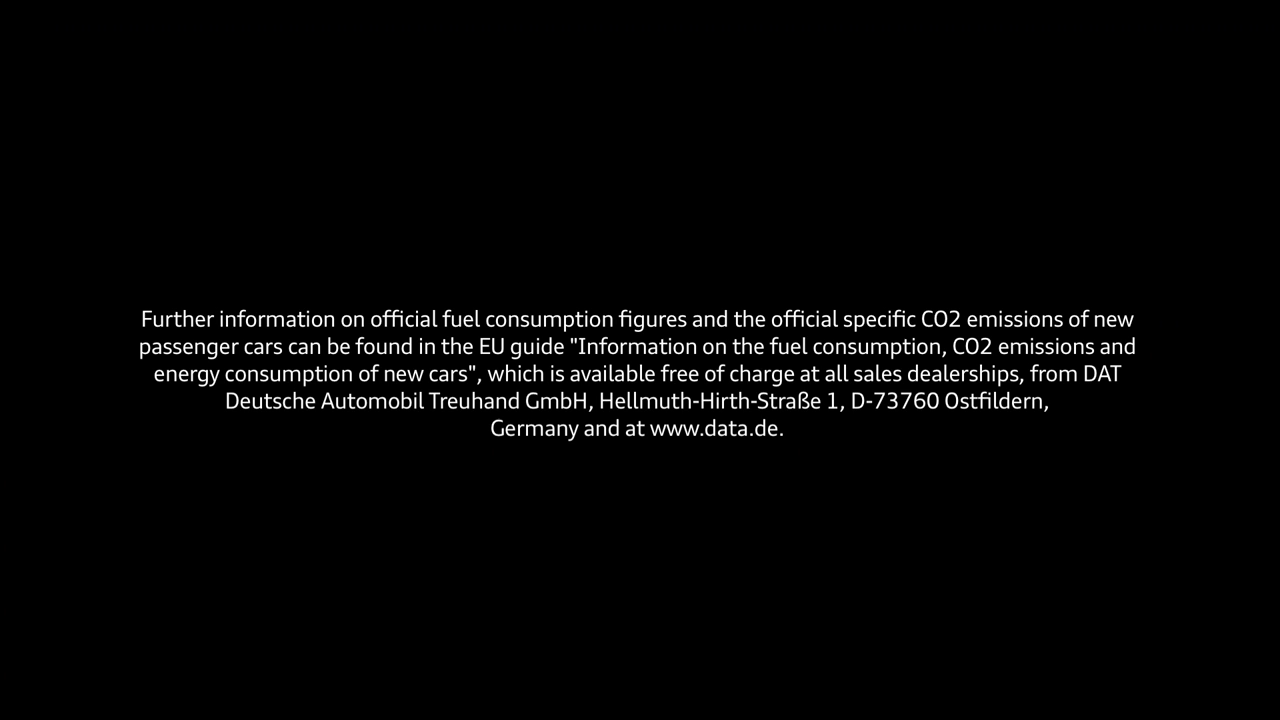 Further information on official fuel consumption figures and the official specific CO2 emissions of new
passenger cars can be found in the EU guide "Information on the fuel consumption, CO2 emissions and
energy consumption of new cars", which is available free of charge at all sales dealerships, from DAT
Deutsche Automobil Treuhand GmbH, Hellmuth-Hirth-Straße 1, D-73760 Ostfildern,
Germany and at www.data.de.